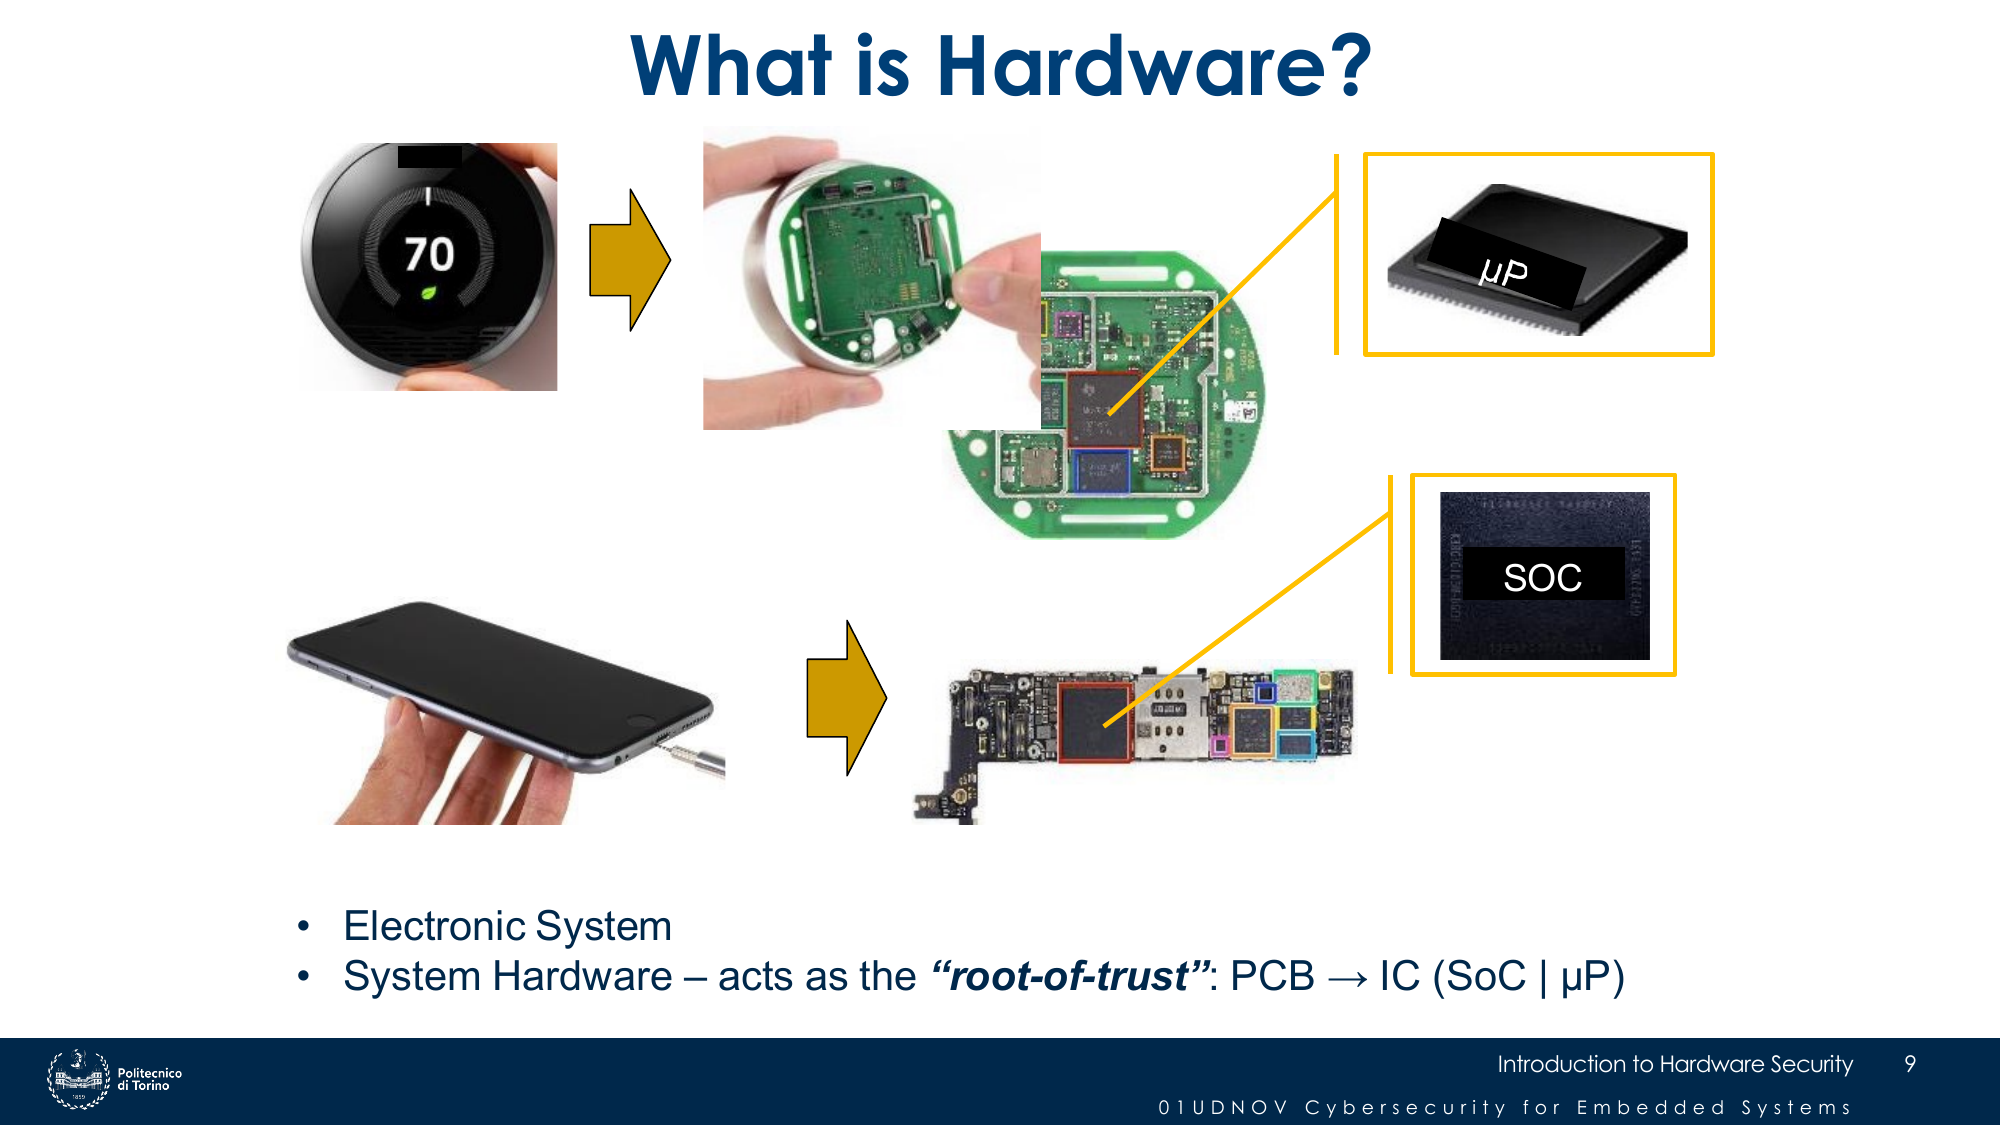 What is Hardware?
70
µP
SOC
• Electronic System
• System Hardware – acts as the “root-of-trust”: PCB → IC (SoC | µP)
Politecnico
di Torino
1859
Introduction to Hardware Security 9
01UDNOV Cybersecurity for Embedded Systems